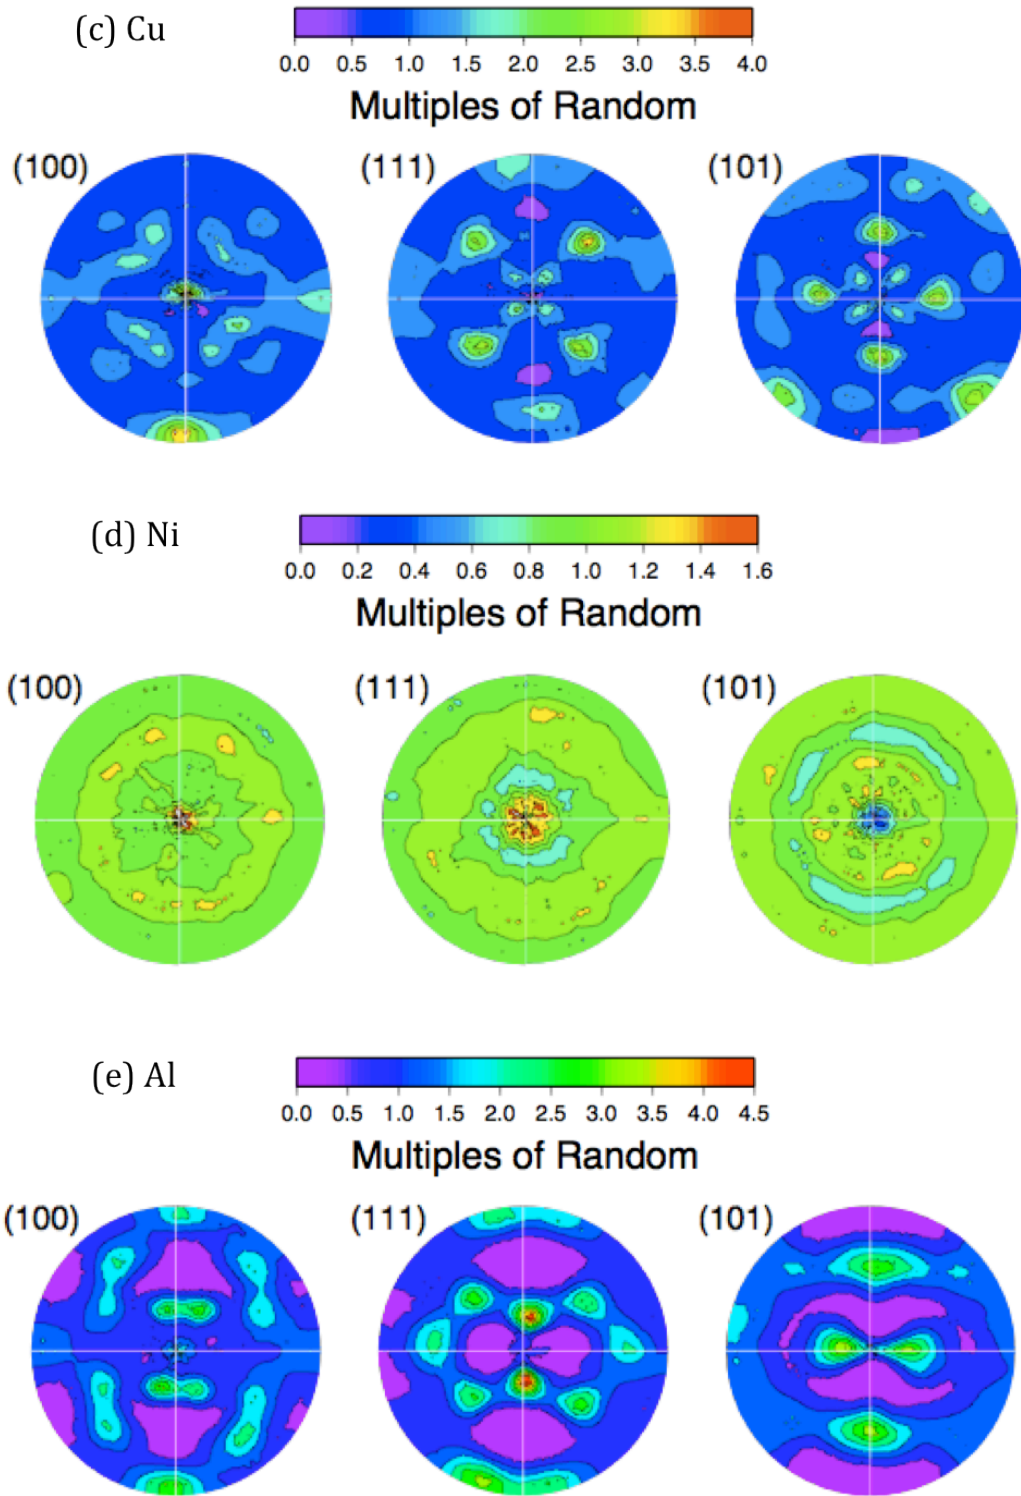 (c) Cu
0.0 0.5 1.0 1.5 2.0 2.5 3.0 3.5 4.0
Multiples of Random
(100) (111) (101)
(d) Ni
0.0 0.2 0.4 0.6 0.8 1.0 1.2 1.4 1.6
Multiples of Random
(100) (111) (101)
(e) Al
0.0 0.5 1.0 1.5 2.0 2.5 3.0 3.5 4.0 4.5
Multiples of Random
(100) (111) (101)